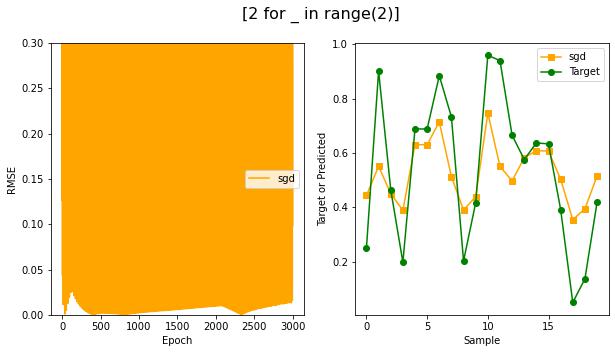 [2 for _ in range(2)]
0.30
0.25
0.20
0.15
0.10
0.05
0.00
RMSE
sgd
0
500
1000
1500
2000
2500
3000
Epoch
1.0
0.8
0.6
0.4
0.2
Target or Predicted
sgd
Target
0
5
10
15
Sample